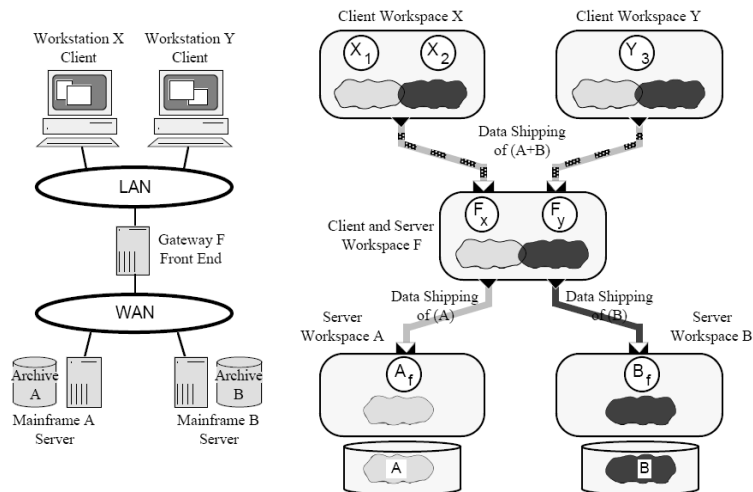 Workstation X
Client
Workstation Y
Client
LAN
Gateway F
Front End
WAN
Archive
A
Archive
B
Mainframe A
Server
Mainframe B
Server
Client Workspace X
Client Workspace Y
X1
X2
Y3
Data Shipping
of (A+B)
Fx
Fy
Client and Server
Workspace F
Data Shipping
of (A)
Data Shipping
of (B)
Server
Workspace A
Server
Workspace B
Af
Bf
A
B